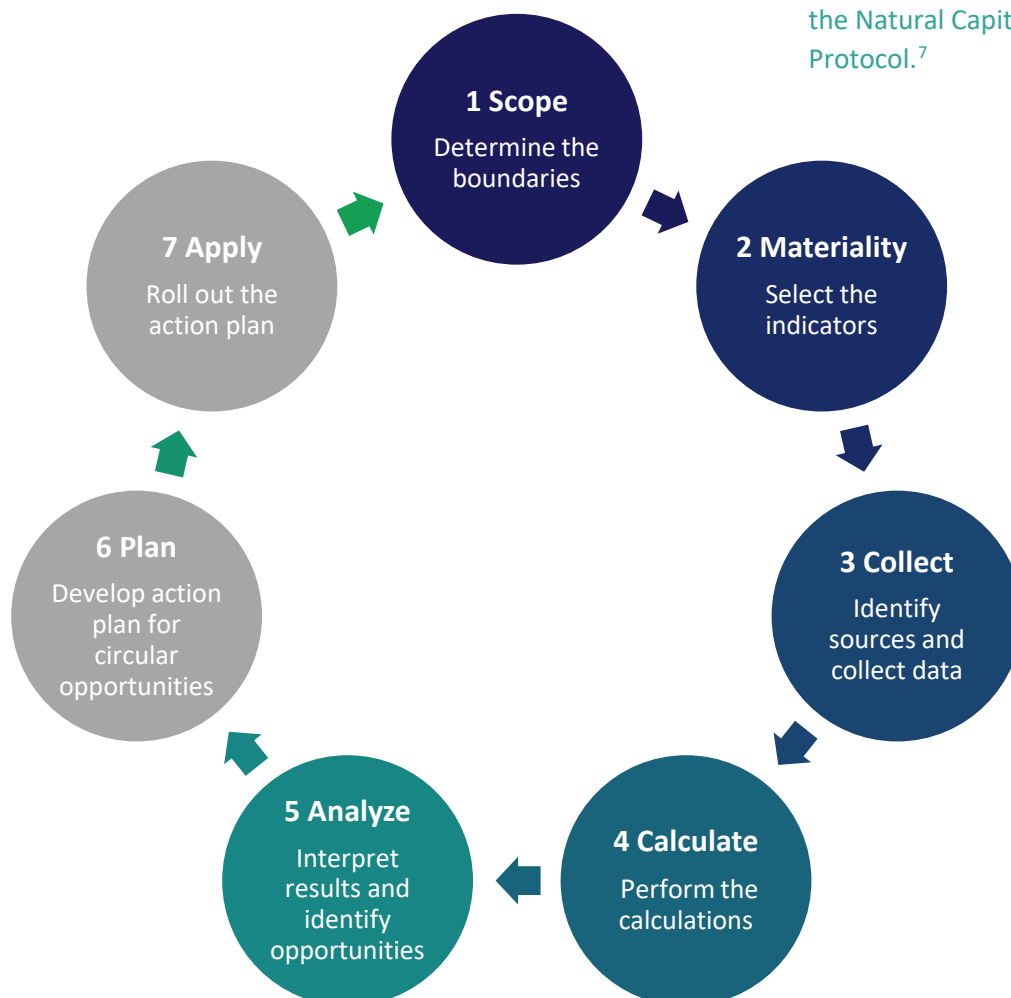 the Natural Capit
Protocol.⁷
1 Scope
Determine the
boundaries
2 Materiality
Select the
indicators
3 Collect
Identify
sources and
collect data
4 Calculate
Perform the
calculations
5 Analyze
Interpret
results and
identify
opportunities
6 Plan
Develop action
plan for
circular
opportunities
7 Apply
Roll out the
action plan